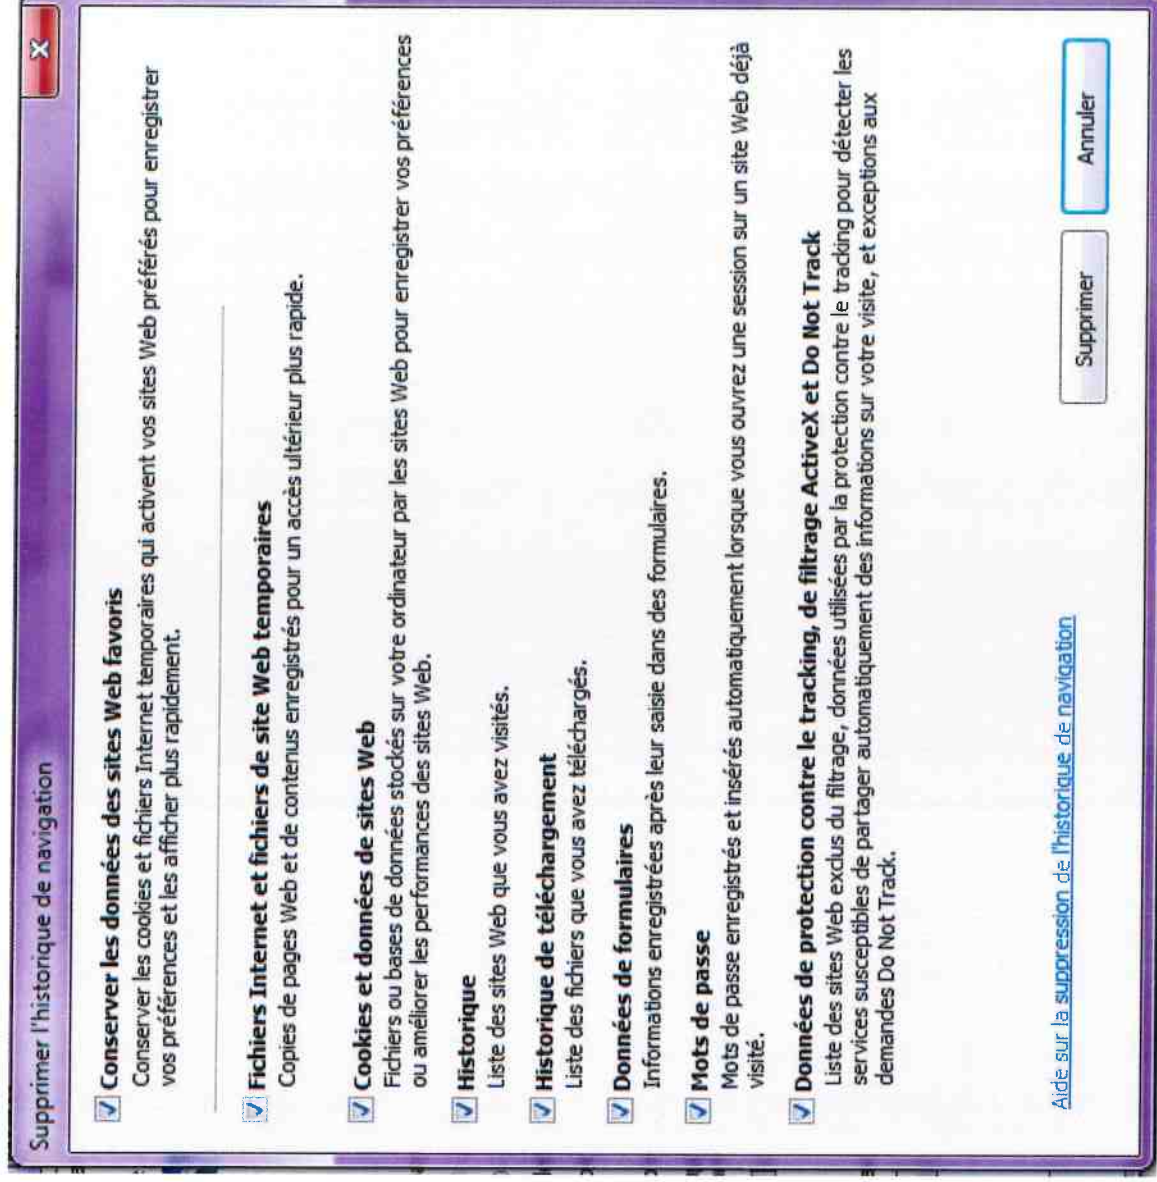 Supprimer l'historique de navigation
Conserver les données des sites Web favoris
Conserver les cookies et fichiers Internet temporaires qui activent vos sites Web préférés pour enregistrer
vos préférences et les afficher plus rapidement.
Fichiers Internet et fichiers de site Web temporaires
Copies de pages Web et de contenus enregistrés pour un accès ultérieur plus rapide.
Cookies et données de sites Web
Fichiers ou bases de données stockés sur votre ordinateur par les sites Web pour enregistrer vos préférences
ou améliorer les performances des sites Web.
Historique
Liste des sites Web que vous avez visités.
Historique de téléchargement
Liste des fichiers que vous avez téléchargés.
Données de formulaires
Informations enregistrées après leur saisie dans des formulaires.
Mots de passe
Mots de passe enregistrés et insérés automatiquement lorsque vous ouvrez une session sur un site Web déjà
visité.
Données de protection contre le tracking, de filtrage ActiveX et Do Not Track
Liste des sites Web exclus du filtrage, données utilisées par la protection contre le tracking pour détecter les
services susceptibles de partager automatiquement des informations sur votre visite, et exceptions aux
demandes Do Not Track.
Aide sur la suppression de l'historique de navigation
Supprimer
Annuler